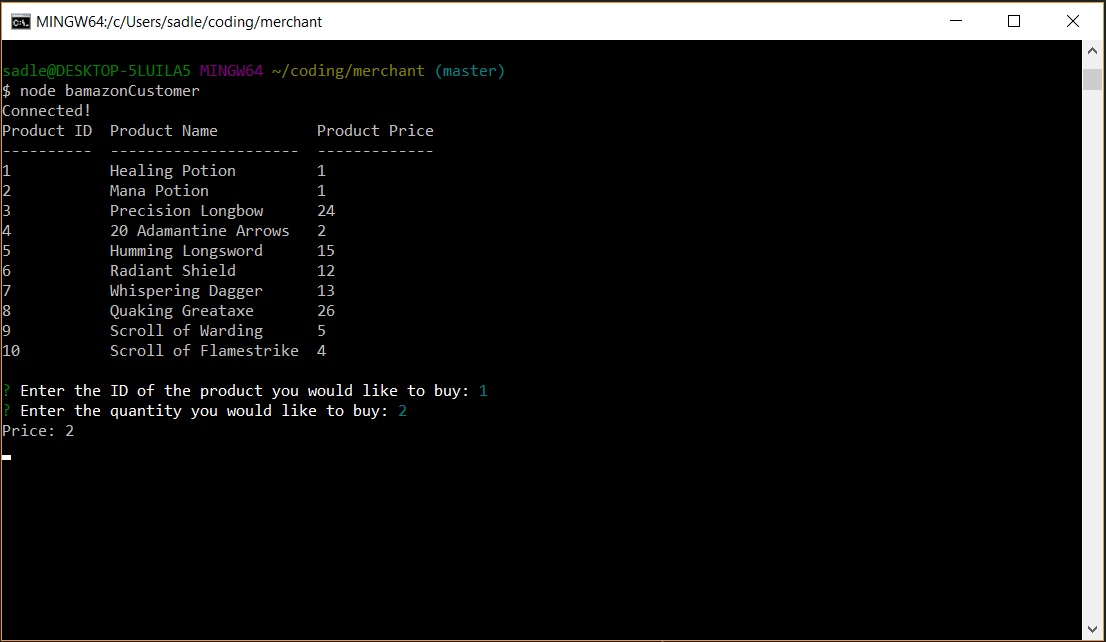 MINGW64:/c/Users/sadle/coding/merchant
sadle@DESKTOP-5LUILA5 MINGW64 ~/coding/merchant (master)
$ node bamazonCustomer
Connected!
Product ID  Product Name           Product Price
----------  ---------------------  -------------
1           Healing Potion         1
2           Mana Potion            1
3           Precision Longbow      24
4           20 Adamantine Arrows   2
5           Humming Longsword      15
6           Radiant Shield         12
7           Whispering Dagger      13
8           Quaking Greataxe       26
9           Scroll of Warding      5
10          Scroll of Flamestrike  4
? Enter the ID of the product you would like to buy: 1
? Enter the quantity you would like to buy: 2
Price: 2